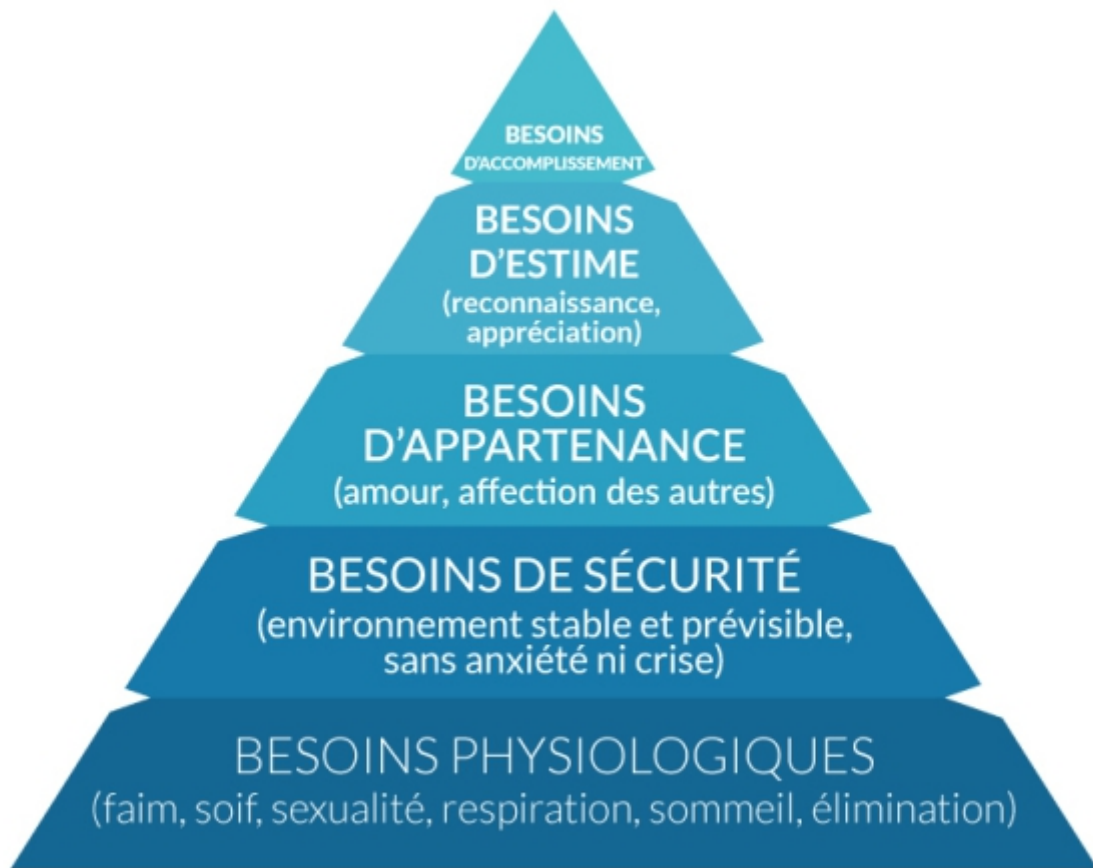 BESOINS
D'ACCOMPLISSEMENT
BESOINS
D'ESTIME
(reconnaissance,
appréciation)
BESOINS
D'APPARTENANCE
(amour, affection des autres)
BESOINS DE SÉCURITÉ
(environnement stable et prévisible,
sans anxiété ni crise)
BESOINS PHYSIOLOGIQUES
(faim, soif, sexualité, respiration, sommeil, élimination)